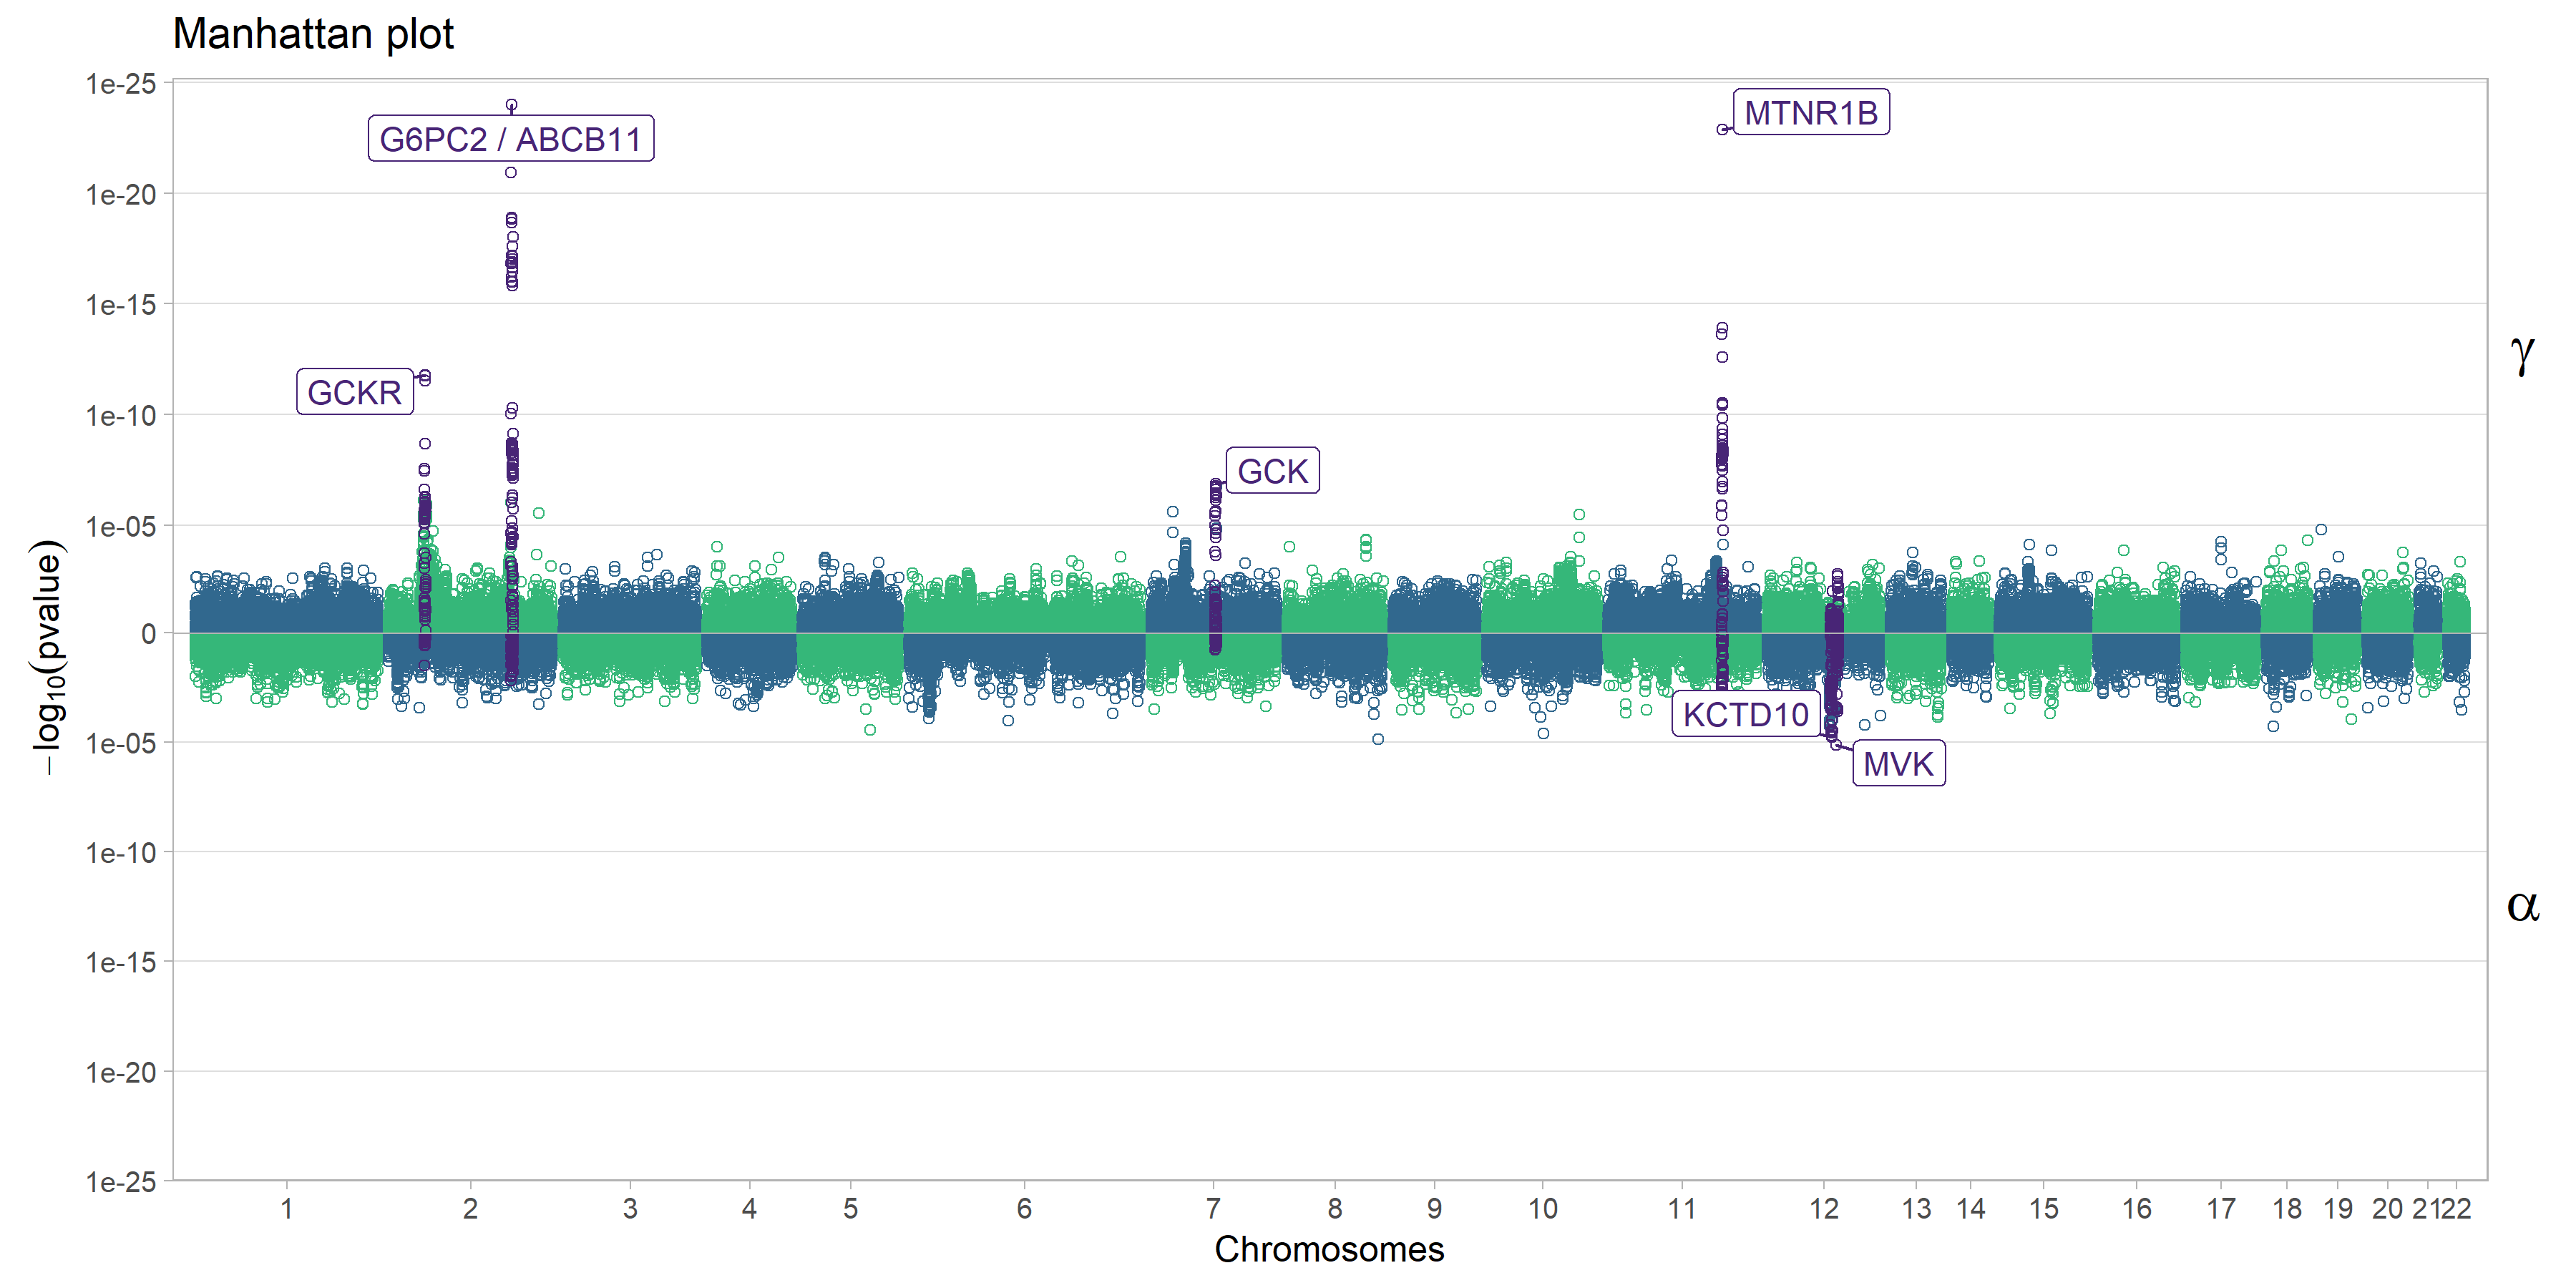 Manhattan plot
1e-25
1e-20
1e-15
1e-10
1e-05
0
1e-05
1e-10
1e-15
1e-20
1e-25
−log10(pvalue)
G6PC2 / ABCB11
MTNR1B
GCKR
GCK
KCTD10
MVK
γ
α
1 2 3 4 5 6 7 8 9 10 11 12 13 14 15 16 17 18 19 20 21 22
Chromosomes